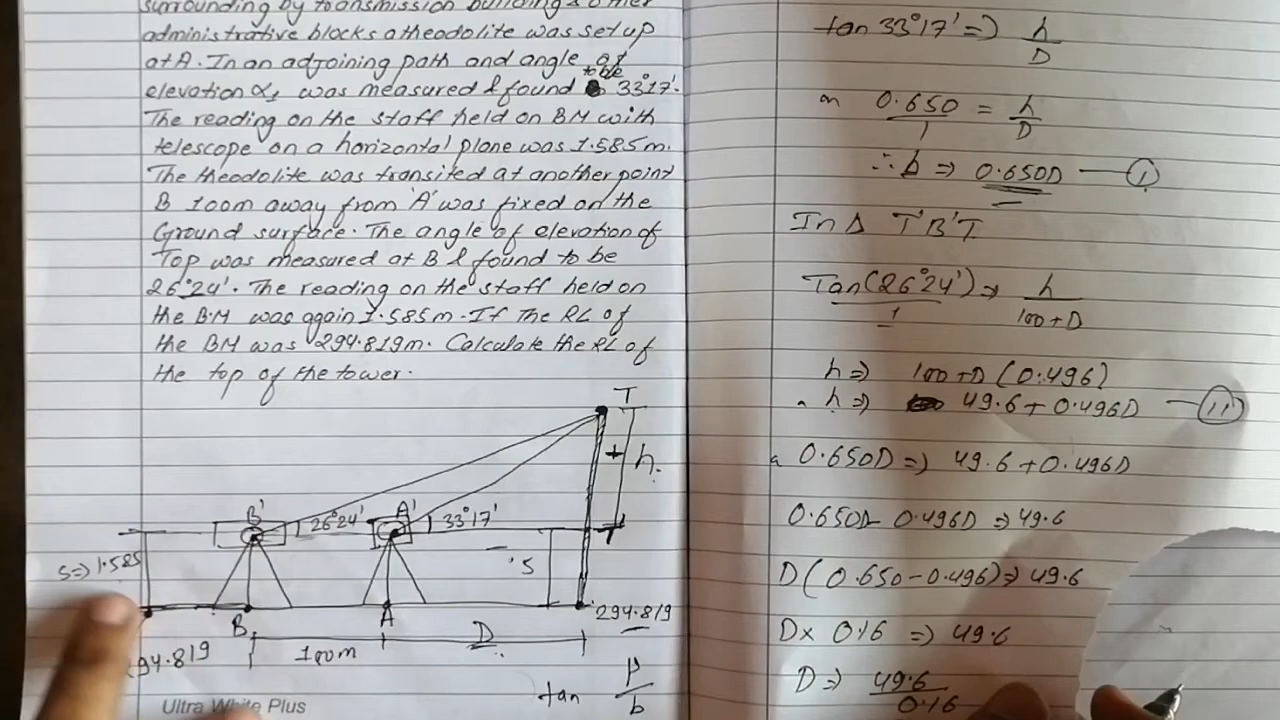 surrounding by transmission building & other
administrative blocks a theodolite was set up
at A. In an adjoining path and angle of
elevation α₁ was measured & found to be 33°17'.
The reading on the staff held on BM with
telescope on a horizontal plane was 1.585m.
The theodolite was transited at another point
B 100m away from 'A' was fixed on the
Ground surface. The angle of elevation of
Top was measured at B & found to be
26°24'. The reading on the staff held on
the B.M was again 1.585m. If The RL of
the BM was 294.819m. Calculate the RL of
the top of the tower.
T
h.
B'
26°24'
A'
33°17'
T'
S⇒1.585
'S
B
A
294.819
94.819
100m
D
tan P/b
Ultra White Plus
tan 33°17' ⇒ h/D
0.650/1 = h/D
∴ h ⇒ 0.650D — (i)
In Δ T'B'T
Tan(26°24')/1 ⇒ h/100+D
h ⇒ 100+D (0.496)
h ⇒ 49.6 + 0.496D — (ii)
0.650D ⇒ 49.6 + 0.496D
0.650D - 0.496D ⇒ 49.6
D(0.650-0.496) ⇒ 49.6
D× 0.16 ⇒ 49.6
D ⇒ 49.6/0.16